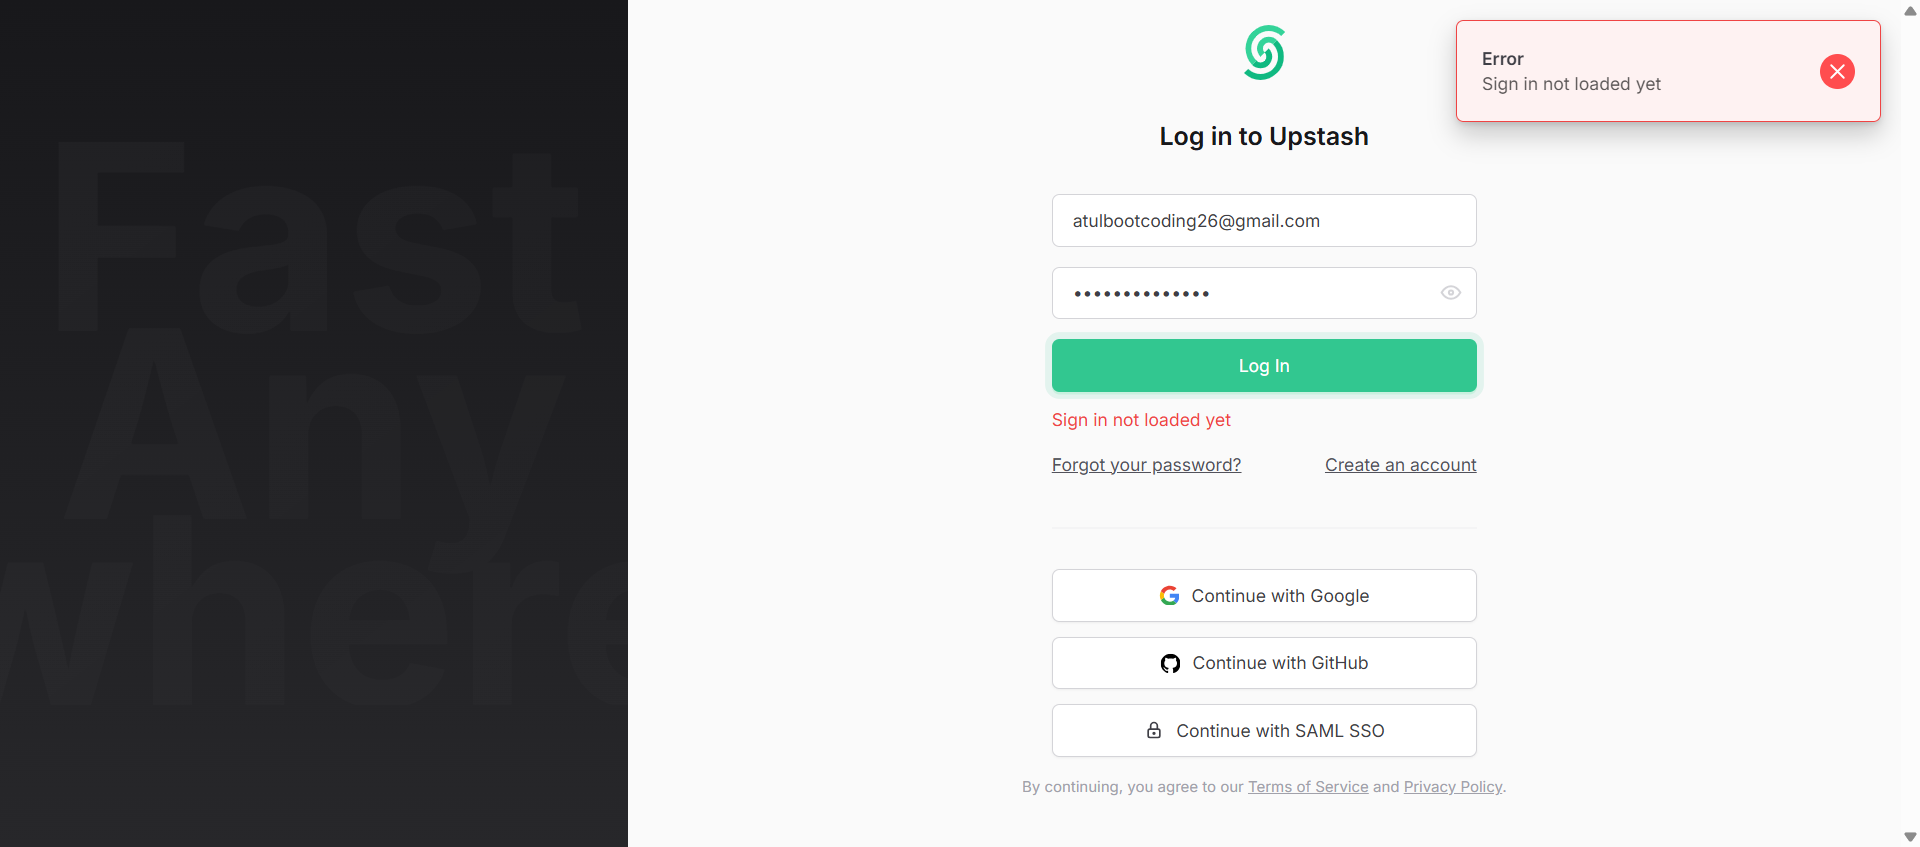 Fast
Any
where
Log in to Upstash
Error
Sign in not loaded yet
atulbootcoding26@gmail.com
••••••••••••••
Log In
Sign in not loaded yet
Forgot your password? Create an account
Continue with Google
Continue with GitHub
Continue with SAML SSO
By continuing, you agree to our Terms of Service and Privacy Policy.